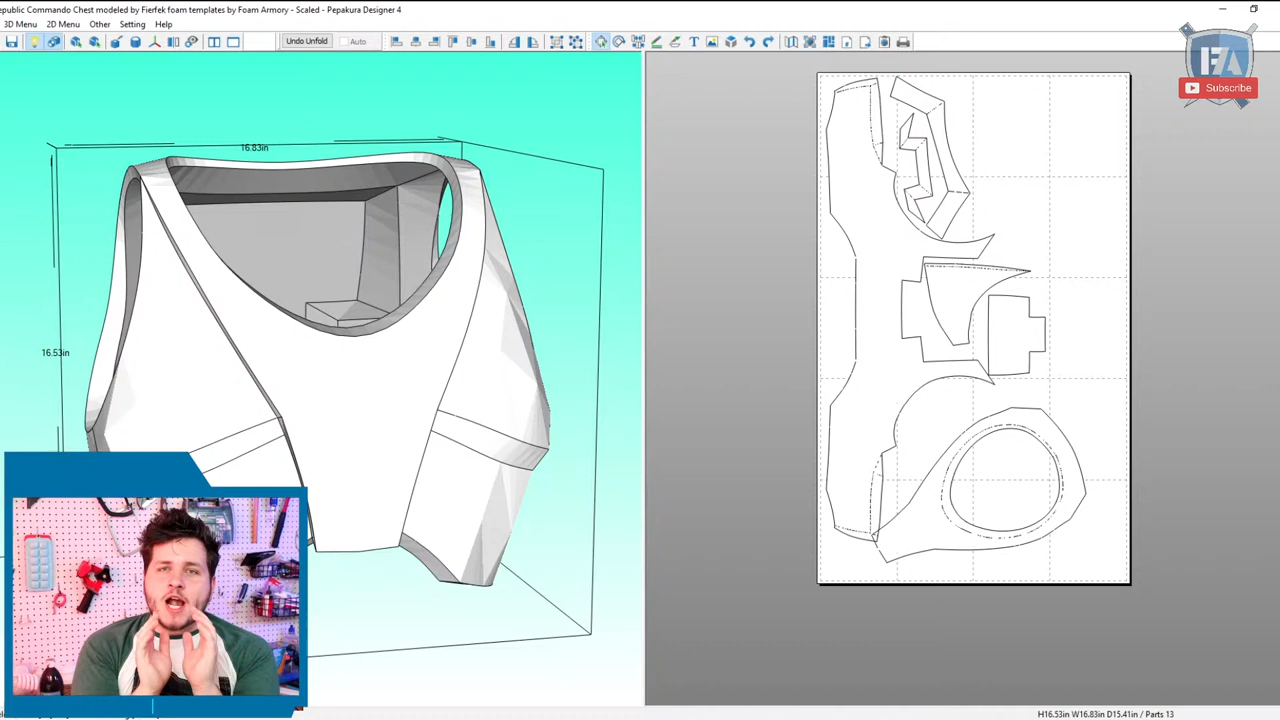 epublic Commando Chest modeled by Fierfek foam templates by Foam Armory - Scaled - Pepakura Designer 4
3D Menu 2D Menu Other Setting Help
Undo Unfold
Auto
T
FA
Subscribe
16.83in
16.53in
H16.53in W16.83in D15.41in / Parts 13